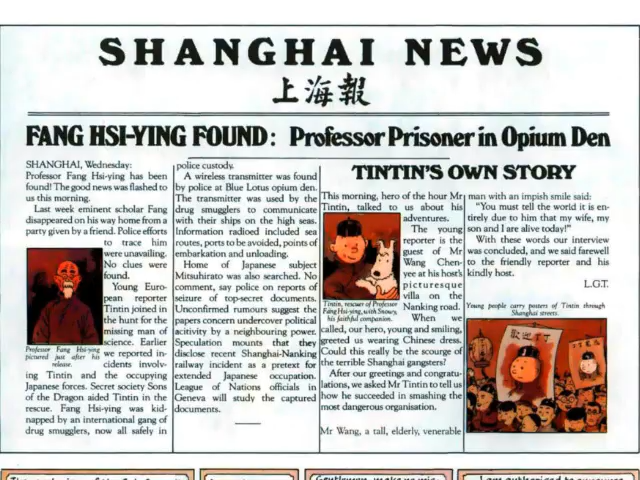 SHANGHAI NEWS
上海報
FANG HSI-YING FOUND: Professor Prisoner in Opium Den
SHANGHAI, Wednesday:
Professor Fang Hsi-ying has been
found! The good news was flashed to
us this morning.
Last week eminent scholar Fang
disappeared on his way home from a
party given by a friend. Police efforts
to trace him
were unavailing.
No clues were
found.
Young Euro-
pean reporter
Tintin joined in
the hunt for the
missing man of
science. Earlier
we reported in-
cidents involv-
ing Tintin and the occupying
Japanese forces. Secret society Sons
of the Dragon aided Tintin in the
rescue. Fang Hsi-ying was kid-
napped by an international gang of
drug smugglers, now all safely in
Professor Fang Hsi-ying
pictured just after his
release.
police custody.
A wireless transmitter was found
by police at Blue Lotus opium den.
The transmitter was used by the
drug smugglers to communicate
with their ships on the high seas.
Information radioed included sea
routes, ports to be avoided, points of
embarkation and unloading.
Home of Japanese subject
Mitsuhirato was also searched. No
comment, say police on reports of
seizure of top-secret documents.
Unconfirmed rumours suggest the
papers concern undercover political
acitivity by a neighbouring power.
Speculation mounts that they
disclose recent Shanghai-Nanking
railway incident as a pretext for
extended Japanese occupation.
League of Nations officials in
Geneva will study the captured
documents.
TINTIN'S OWN STORY
This morning, hero of the hour Mr
Tintin, talked to us about his
adventures.
The young
reporter is the
guest of Mr
Wang Chen-
yee at his host's
picturesque
villa on the
Nanking road.
When we
called, our hero, young and smiling,
greeted us wearing Chinese dress.
Could this really be the scourge of
the terrible Shanghai gangsters?
After our greetings and congratu-
lations, we asked Mr Tintin to tell us
how he succeeded in smashing the
most dangerous organisation.
Mr Wang, a tall, elderly, venerable
Tintin, rescuer of Professor
Fang Hsi-ying, with Snowy,
his faithful companion.
man with an impish smile said:
"You must tell the world it is en-
tirely due to him that my wife, my
son and I are alive today!"
With these words our interview
was concluded, and we said farewell
to the friendly reporter and his
kindly host.
L.G.T.
Young people carry posters of Tintin through
Shanghai streets.